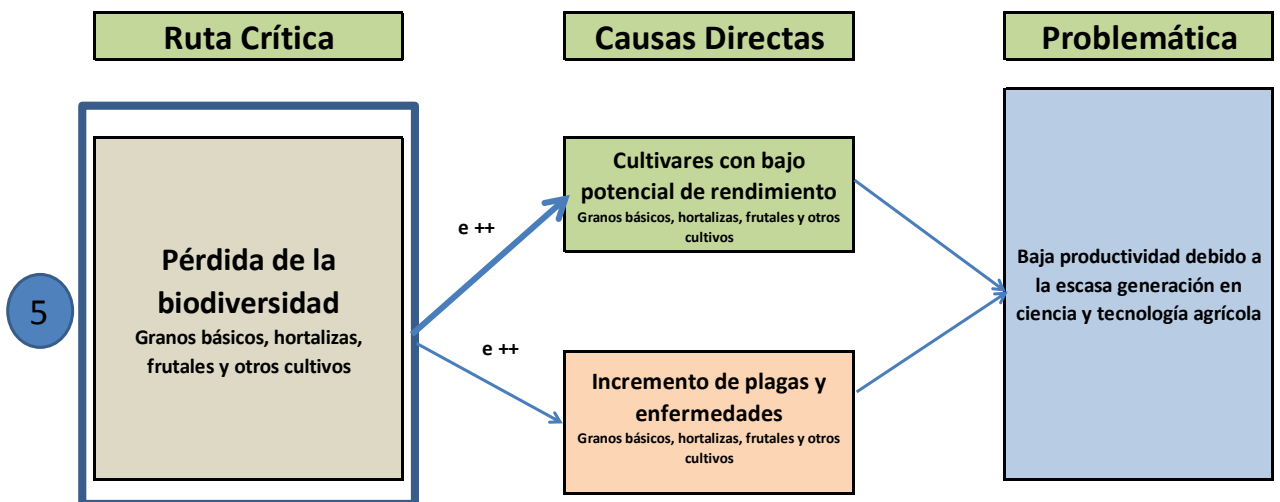 Ruta Crítica
Causas Directas
Problemática
5
Pérdida de la
biodiversidad
Granos básicos, hortalizas,
frutales y otros cultivos
e ++
e ++
Cultivares con bajo
potencial de rendimiento
Granos básicos, hortalizas, frutales y otros
cultivos
Incremento de plagas y
enfermedades
Granos básicos, hortalizas, frutales y otros
cultivos
Baja productividad debido a
la escasa generación en
ciencia y tecnología agrícola